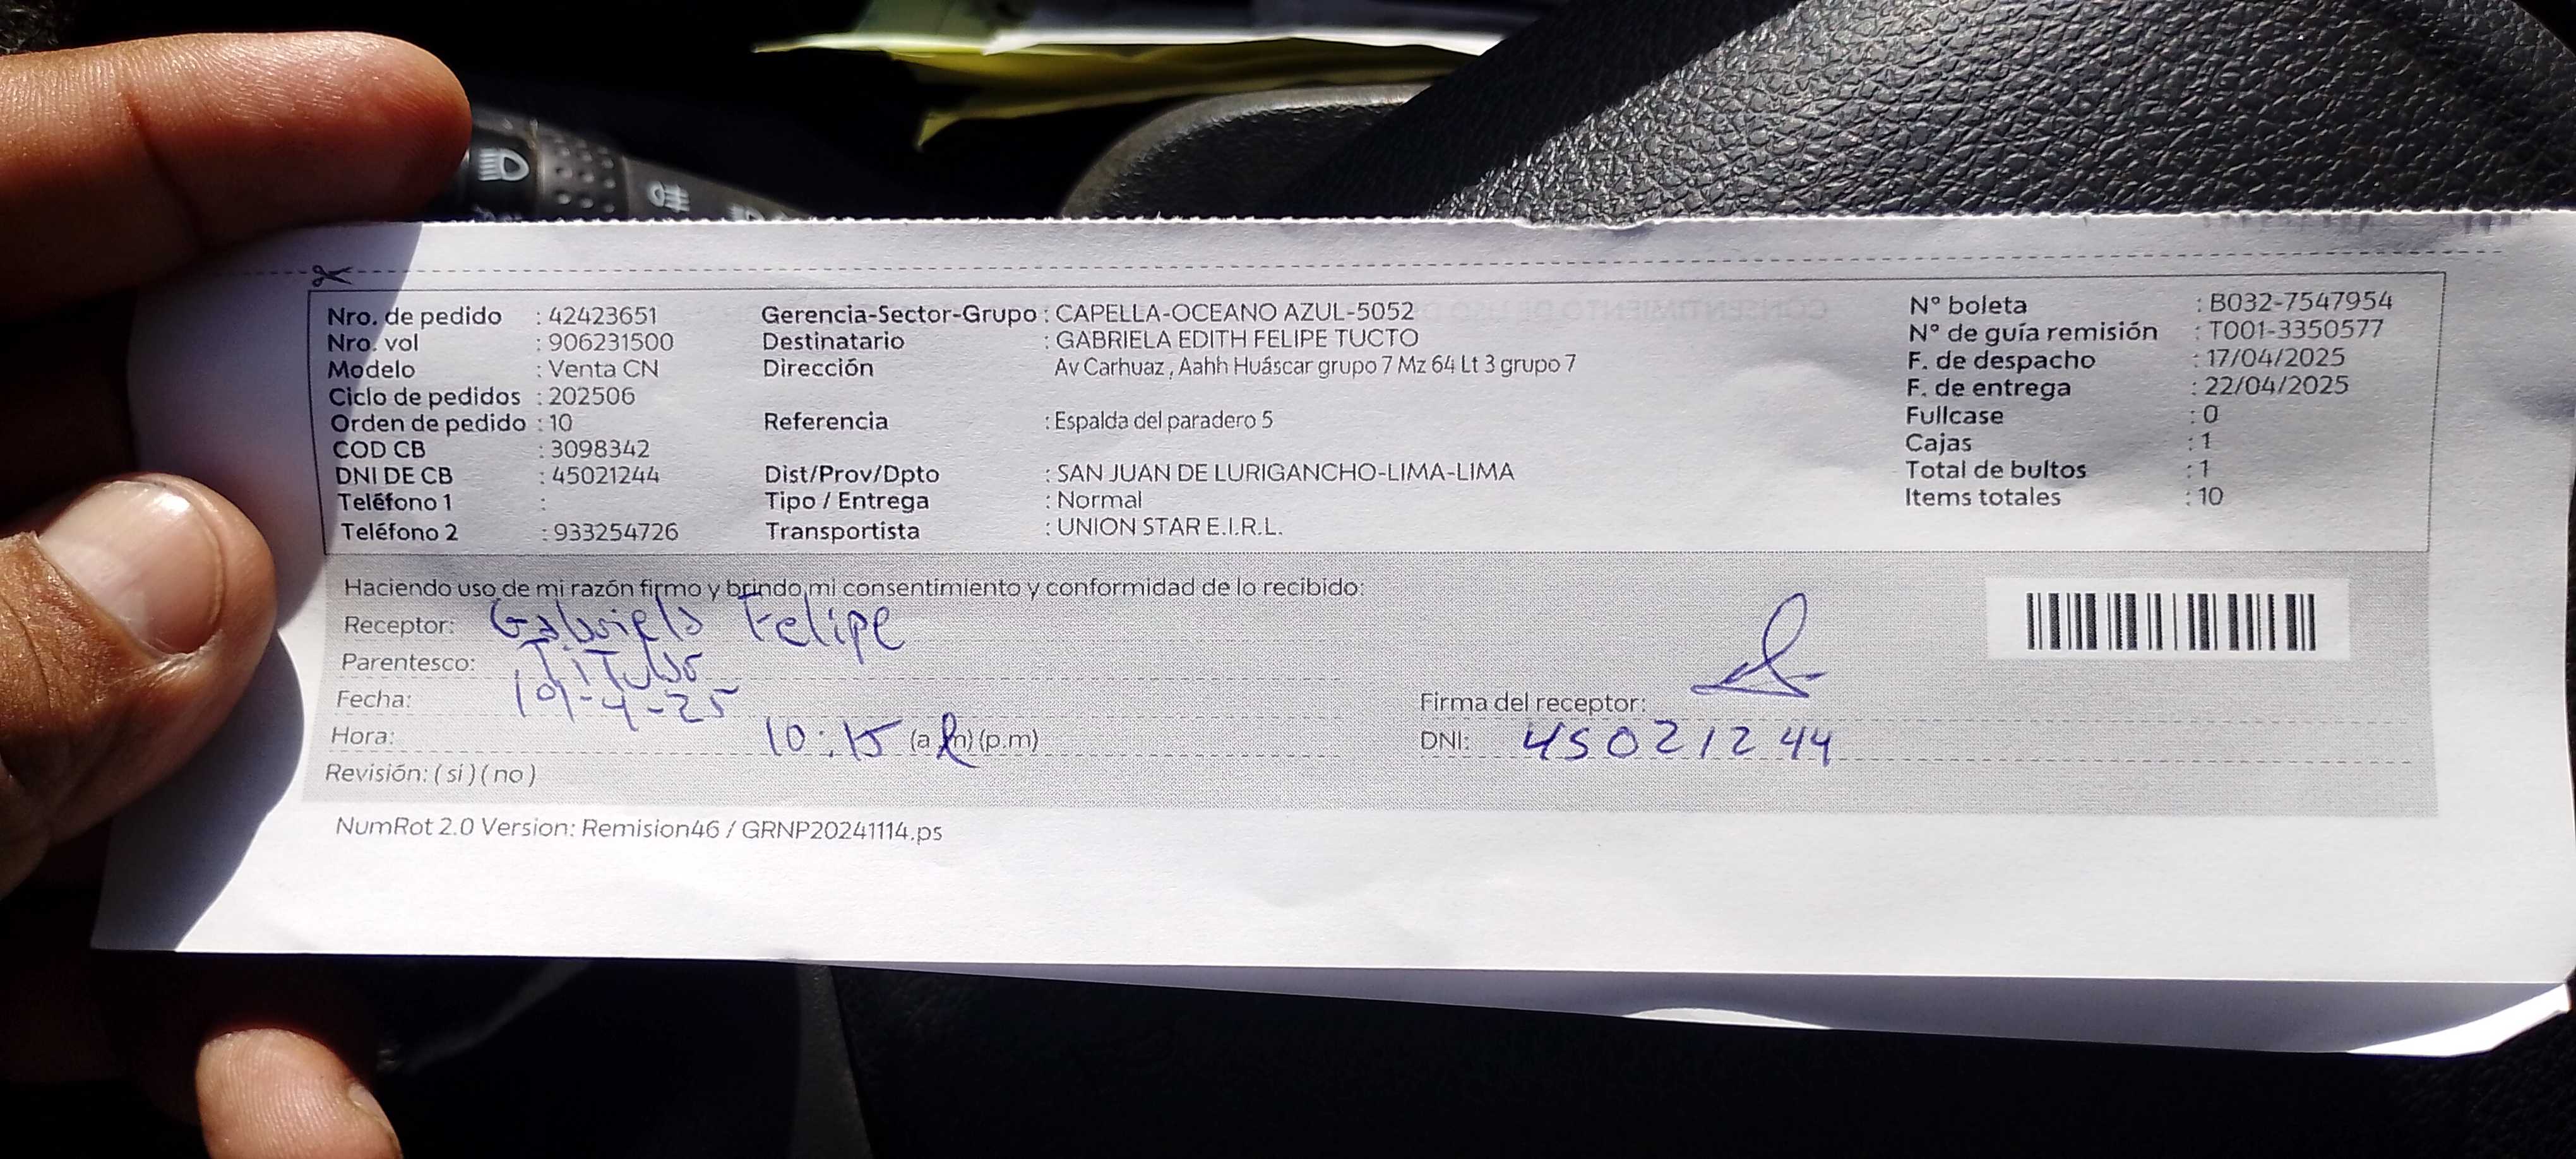 Nro. de pedido : 42423651
Nro. vol : 906231500
Modelo : Venta CN
Ciclo de pedidos : 202506
Orden de pedido : 10
COD CB : 3098342
DNI DE CB : 45021244
Teléfono 1 :
Teléfono 2 : 933254726
Gerencia-Sector-Grupo : CAPELLA-OCEANO AZUL-5052
Destinatario : GABRIELA EDITH FELIPE TUCTO
Dirección Av Carhuaz , Aahh Huáscar grupo 7 Mz 64 Lt 3 grupo 7
Referencia : Espalda del paradero 5
Dist/Prov/Dpto : SAN JUAN DE LURIGANCHO-LIMA-LIMA
Tipo / Entrega : Normal
Transportista : UNION STAR E.I.R.L.
N° boleta : B032-7547954
N° de guía remisión : T001-3350577
F. de despacho : 17/04/2025
F. de entrega : 22/04/2025
Fullcase : 0
Cajas : 1
Total de bultos : 1
Items totales : 10
Haciendo uso de mi razón firmo y brindo mi consentimiento y conformidad de lo recibido:
Receptor: Gabriela Felipe
Parentesco:
Fecha: 19-4-25
Hora: 10:15 (a.m) (p.m)
Revisión: ( si ) ( no )
Firma del receptor:
DNI: 45021244
NumRot 2.0 Version: Remision46 / GRNP20241114.ps